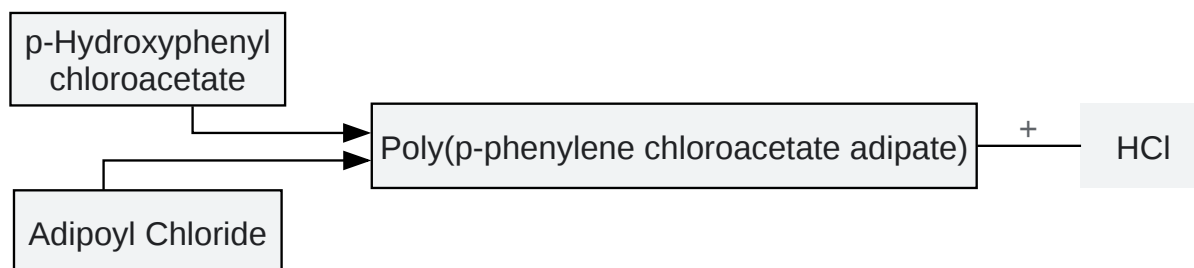 p-Hydroxyphenyl
chloroacetate
Poly(p-phenylene chloroacetate adipate)
+
HCl
Adipoyl Chloride